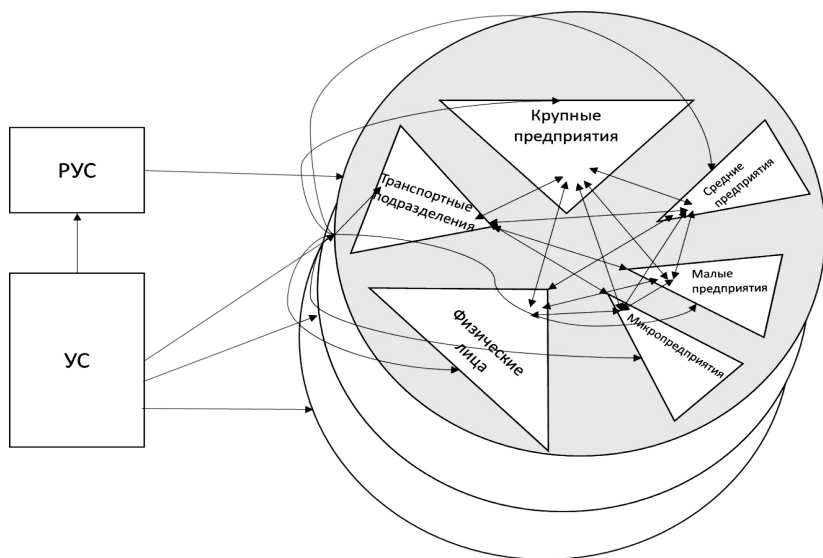 Крупные
предприятия
РУС
Средние
предприятия
Транспортные
подразделения
Малые
предприятия
УС
Физические
лица
Микропредприятия